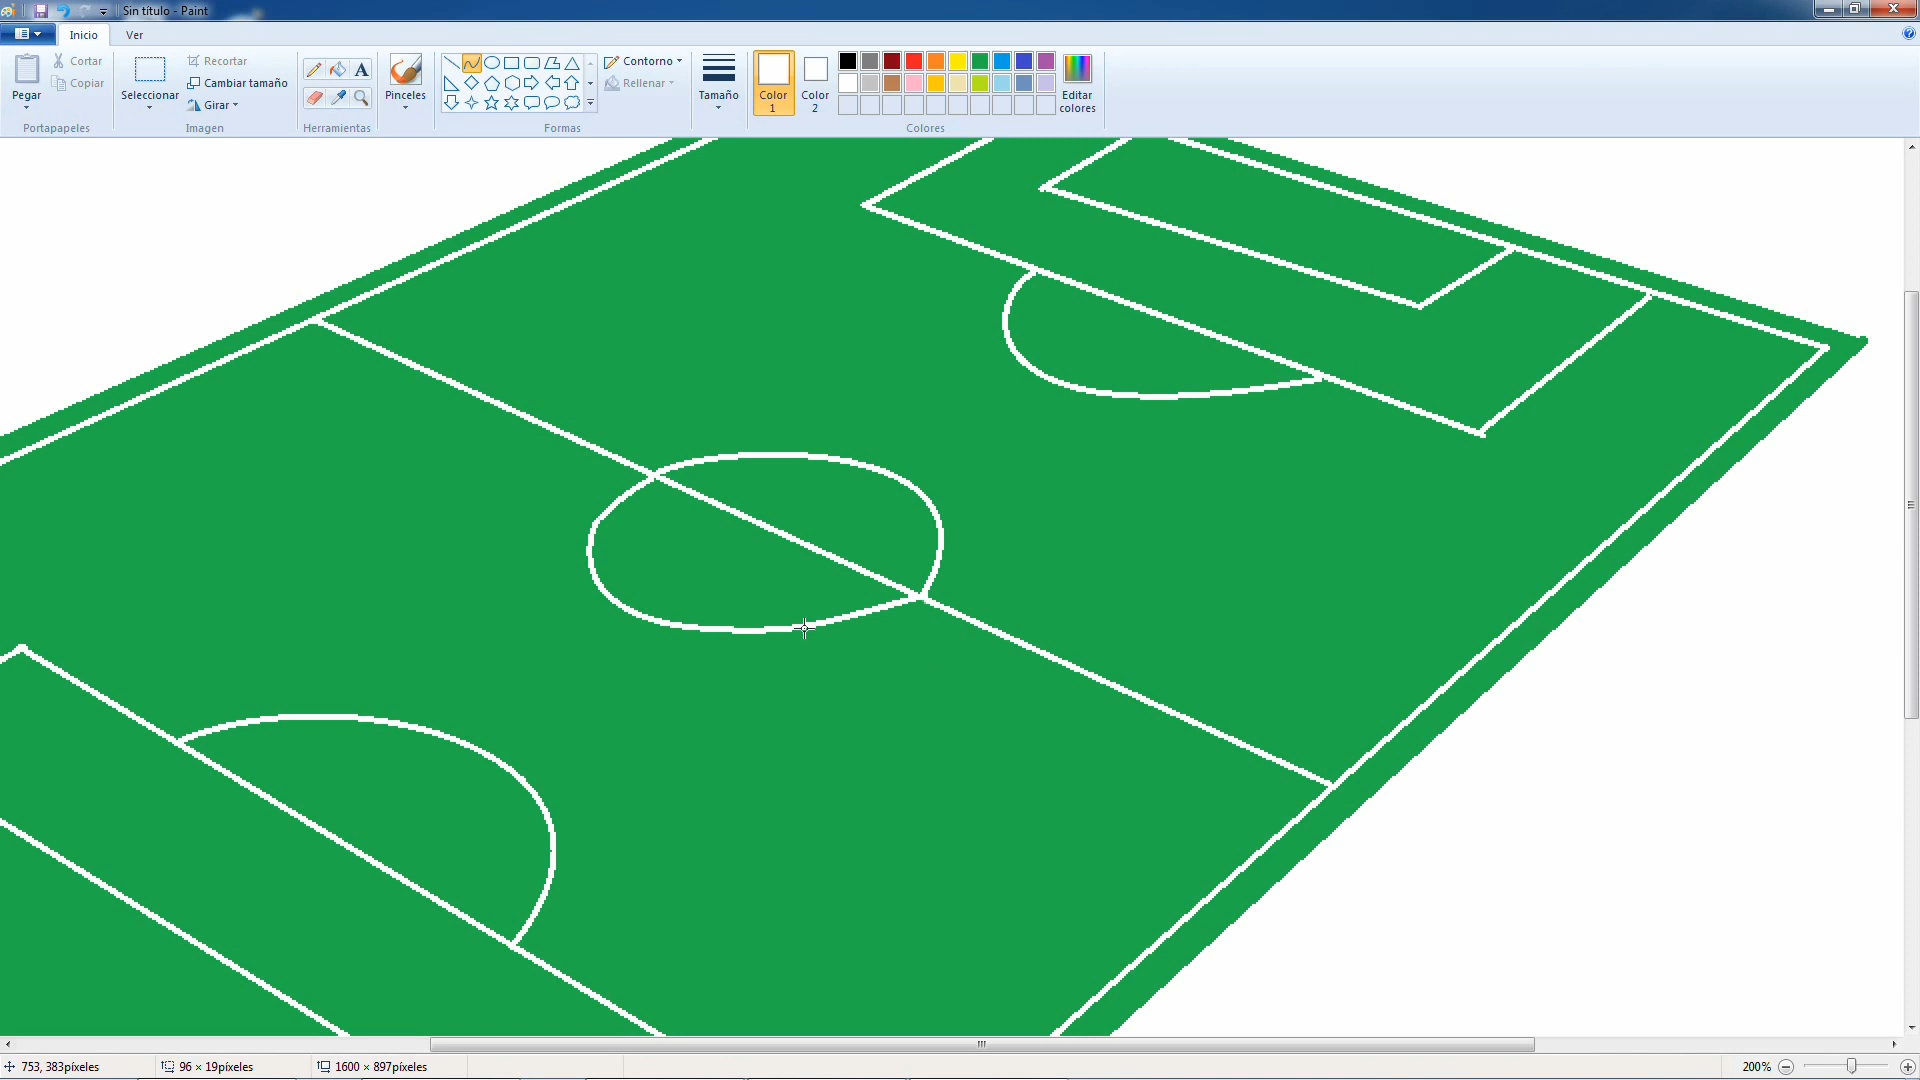 Sin título - Paint
Inicio Ver
Pegar
Cortar
Copiar
Portapapeles
Seleccionar
Recortar
Cambiar tamaño
Girar
Imagen
A
Herramientas
Pinceles
Formas
Contorno
Rellenar
Tamaño
Color
1
Color
2
Editar
colores
Colores
753, 383píxeles
96 × 19píxeles
1600 × 897píxeles
200%